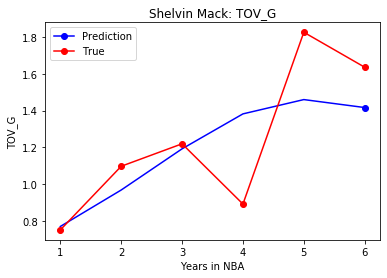 Shelvin Mack: TOV_G
Prediction
True
TOV_G
1.8
1.6
1.4
1.2
1.0
0.8
1 2 3 4 5 6
Years in NBA